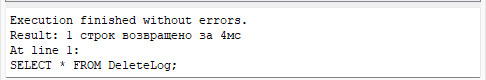 Execution finished without errors.
Result: 1 строк возвращено за 4мс
At line 1:
SELECT * FROM DeleteLog;